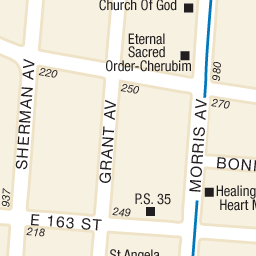 Church Of God
Eternal
Sacred
Order-Cherubim
980
220
250
270
SHERMAN AV
GRANT AV
MORRIS AV
BONN
Healing
Heart M
937
P.S. 35
249
E 163 ST
218
St Angela